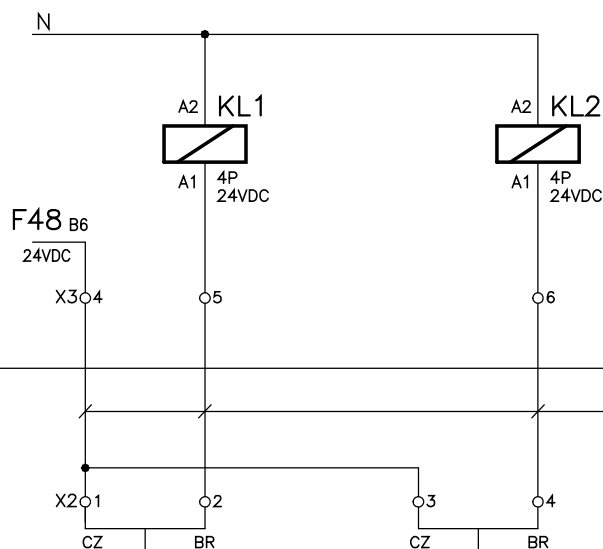 N
A2 KL1
A2 KL2
A1 4P
24VDC
A1 4P
24VDC
F48 B6
24VDC
X3 4
5
6
X2 1
2
3
4
CZ
BR
CZ
BR